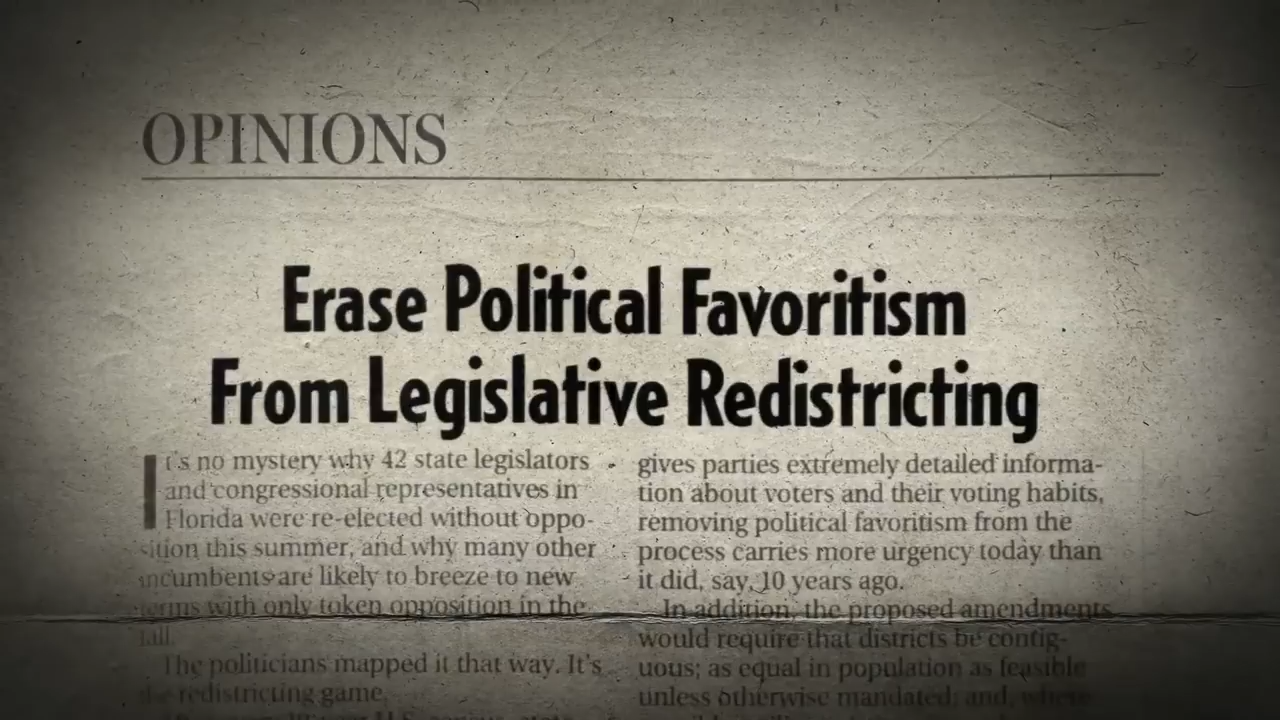 OPINIONS
Erase Political Favoritism
From Legislative Redistricting
It's no mystery why 42 state legislators
and congressional representatives in
Florida were re-elected without oppo-
sition this summer, and why many other
incumbents are likely to breeze to new
terms with only token opposition in the
fall.
The politicians mapped it that way. It's
the redistricting game.
gives parties extremely detailed informa-
tion about voters and their voting habits,
removing political favoritism from the
process carries more urgency today than
it did, say, 10 years ago.
In addition, the proposed amendments
would require that districts be contig-
uous; as equal in population as feasible
unless otherwise mandated; and, where